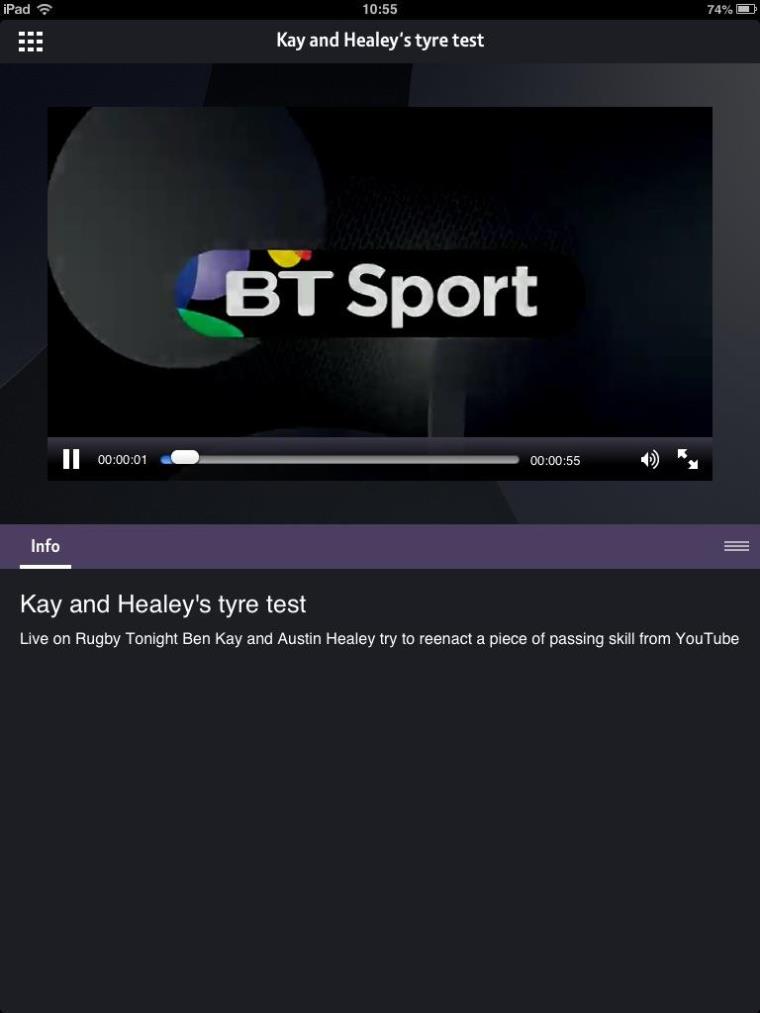 iPad 10:55 74%
Kay and Healey's tyre test
BT Sport
00:00:01 00:00:55
Info
Kay and Healey's tyre test
Live on Rugby Tonight Ben Kay and Austin Healey try to reenact a piece of passing skill from YouTube